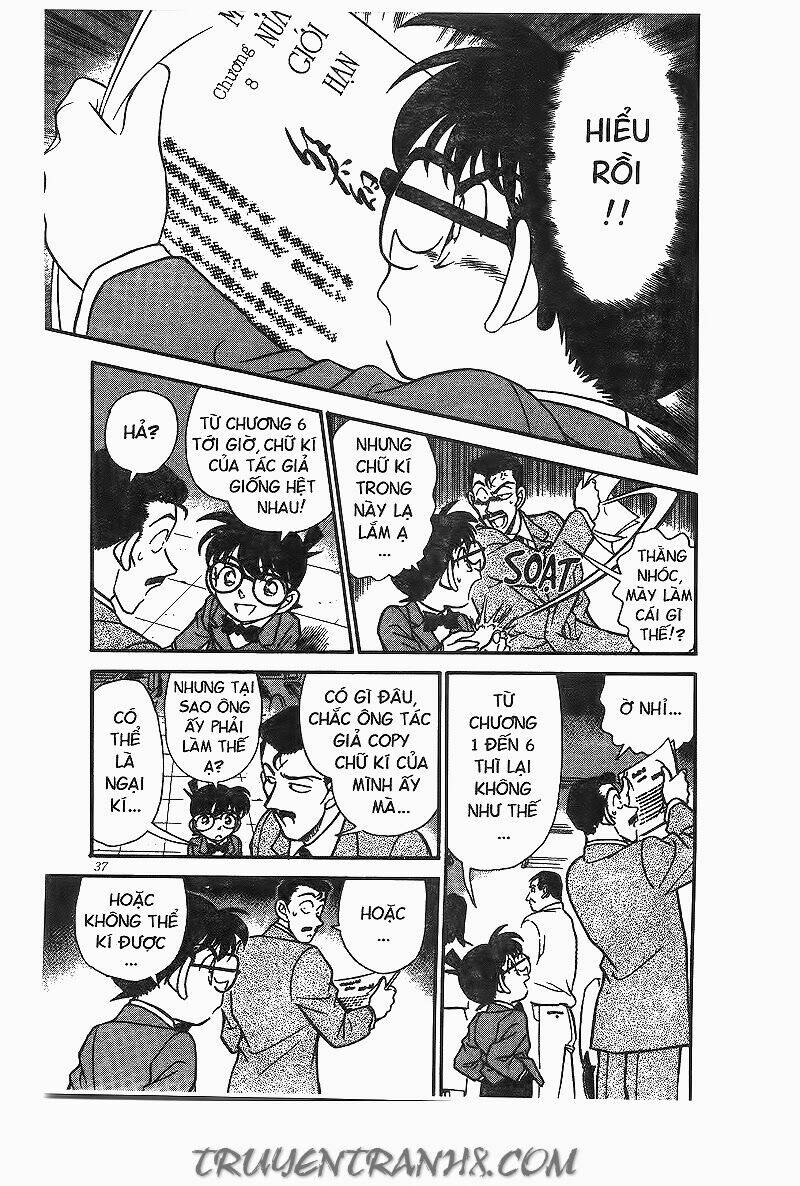 M
NỬA
GIỚI
HẠN
Chương
8
HIỂU
RỒI
!!
NHƯNG
CHỮ KÍ
TRONG
NÀY LẠ
LẮM Ạ
...
SOẠT
THẰNG
NHÓC,
MÀY LÀM
CÁI GÌ
THẾ!?
HẢ?
TỪ CHƯƠNG 6
TỚI GIỜ, CHỮ KÍ
CỦA TÁC GIẢ
GIỐNG HỆT
NHAU!
Ờ NHỈ...
TỪ
CHƯƠNG
1 ĐẾN 6
THÌ LẠI
KHÔNG
NHƯ THẾ
...
CÓ GÌ ĐÂU,
CHẮC ÔNG TÁC
GIẢ COPY
CHỮ KÍ CỦA
MÌNH ẤY
MÀ...
NHƯNG TẠI
SAO ÔNG
ẤY PHẢI
LÀM THẾ
Ạ?
CÓ
THỂ
LÀ
NGẠI
KÍ...
37
HOẶC
...
HOẶC
KHÔNG THỂ
KÍ ĐƯỢC
...
TRUYENTRANH8.COM